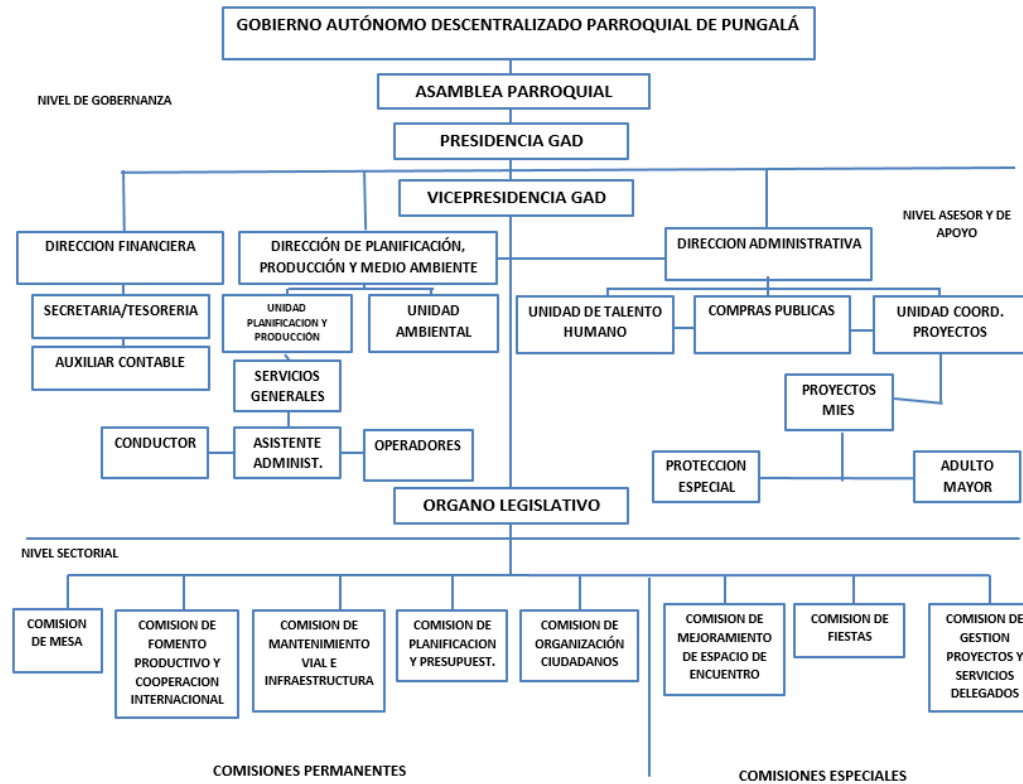 GOBIERNO AUTÓNOMO DESCENTRALIZADO PARROQUIAL DE PUNGALÁ
ASAMBLEA PARROQUIAL
NIVEL DE GOBERNANZA
PRESIDENCIA GAD
VICEPRESIDENCIA GAD
NIVEL ASESOR Y DE
APOYO
DIRECCION FINANCIERA
DIRECCIÓN DE PLANIFICACIÓN,
PRODUCCIÓN Y MEDIO AMBIENTE
DIRECCION ADMINISTRATIVA
SECRETARIA/TESORERIA
UNIDAD
PLANIFICACION Y
PRODUCCIÓN
UNIDAD
AMBIENTAL
UNIDAD DE TALENTO
HUMANO
COMPRAS PUBLICAS
UNIDAD COORD.
PROYECTOS
AUXILIAR CONTABLE
SERVICIOS
GENERALES
PROYECTOS
MIES
CONDUCTOR
ASISTENTE
ADMINIST.
OPERADORES
PROTECCION
ESPECIAL
ADULTO
MAYOR
ORGANO LEGISLATIVO
NIVEL SECTORIAL
COMISION
DE MESA
COMISION DE
FOMENTO
PRODUCTIVO Y
COOPERACION
INTERNACIONAL
COMISION DE
MANTENIMIENTO
VIAL E
INFRAESTRUCTURA
COMISION DE
PLANIFICACION
Y PRESUPUEST.
COMISION DE
ORGANIZACIÓN
CIUDADANOS
COMISION DE
MEJORAMIENTO
DE ESPACIO DE
ENCUENTRO
COMISION DE
FIESTAS
COMISION DE
GESTION
PROYECTOS Y
SERVICIOS
DELEGADOS
COMISIONES PERMANENTES
COMISIONES ESPECIALES